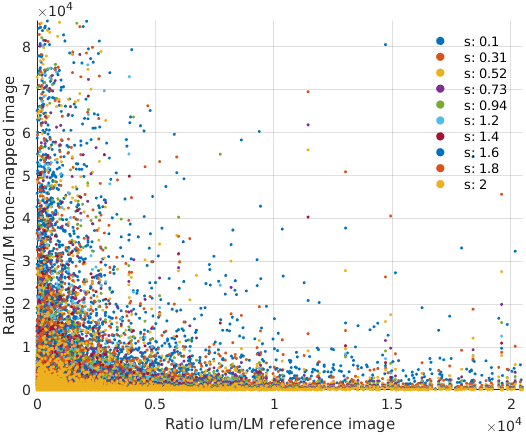 ×10⁴
8
7
6
5
4
3
2
1
0
Ratio lum/LM tone-mapped image
s: 0.1
s: 0.31
s: 0.52
s: 0.73
s: 0.94
s: 1.2
s: 1.4
s: 1.6
s: 1.8
s: 2
0 0.5 1 1.5 2
Ratio lum/LM reference image
×10⁴